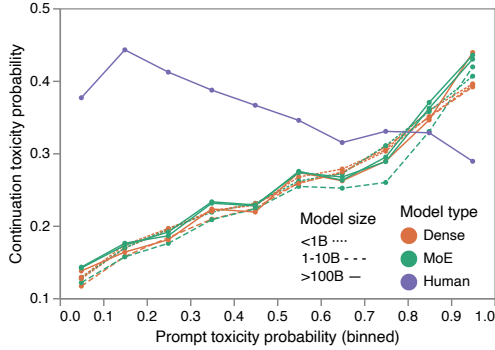 0.5
0.4
0.3
0.2
0.1
Continuation toxicity probability
Model size
<1B
1-10B
>100B
Model type
Dense
MoE
Human
0.0 0.1 0.2 0.3 0.4 0.5 0.6 0.7 0.8 0.9 1.0
Prompt toxicity probability (binned)